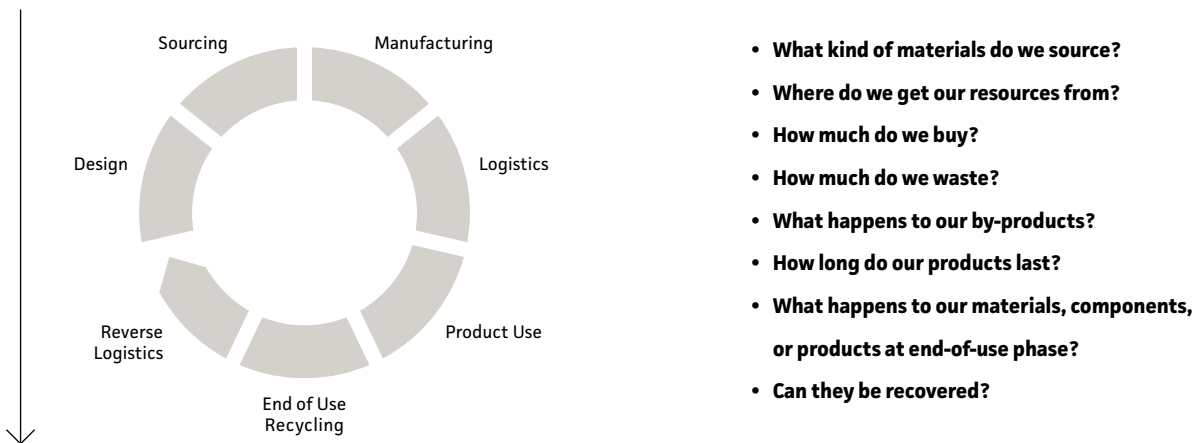 Sourcing
Manufacturing
Design
Logistics
Reverse
Logistics
Product Use
End of Use
Recycling
• What kind of materials do we source?
• Where do we get our resources from?
• How much do we buy?
• How much do we waste?
• What happens to our by-products?
• How long do our products last?
• What happens to our materials, components,
or products at end-of-use phase?
• Can they be recovered?